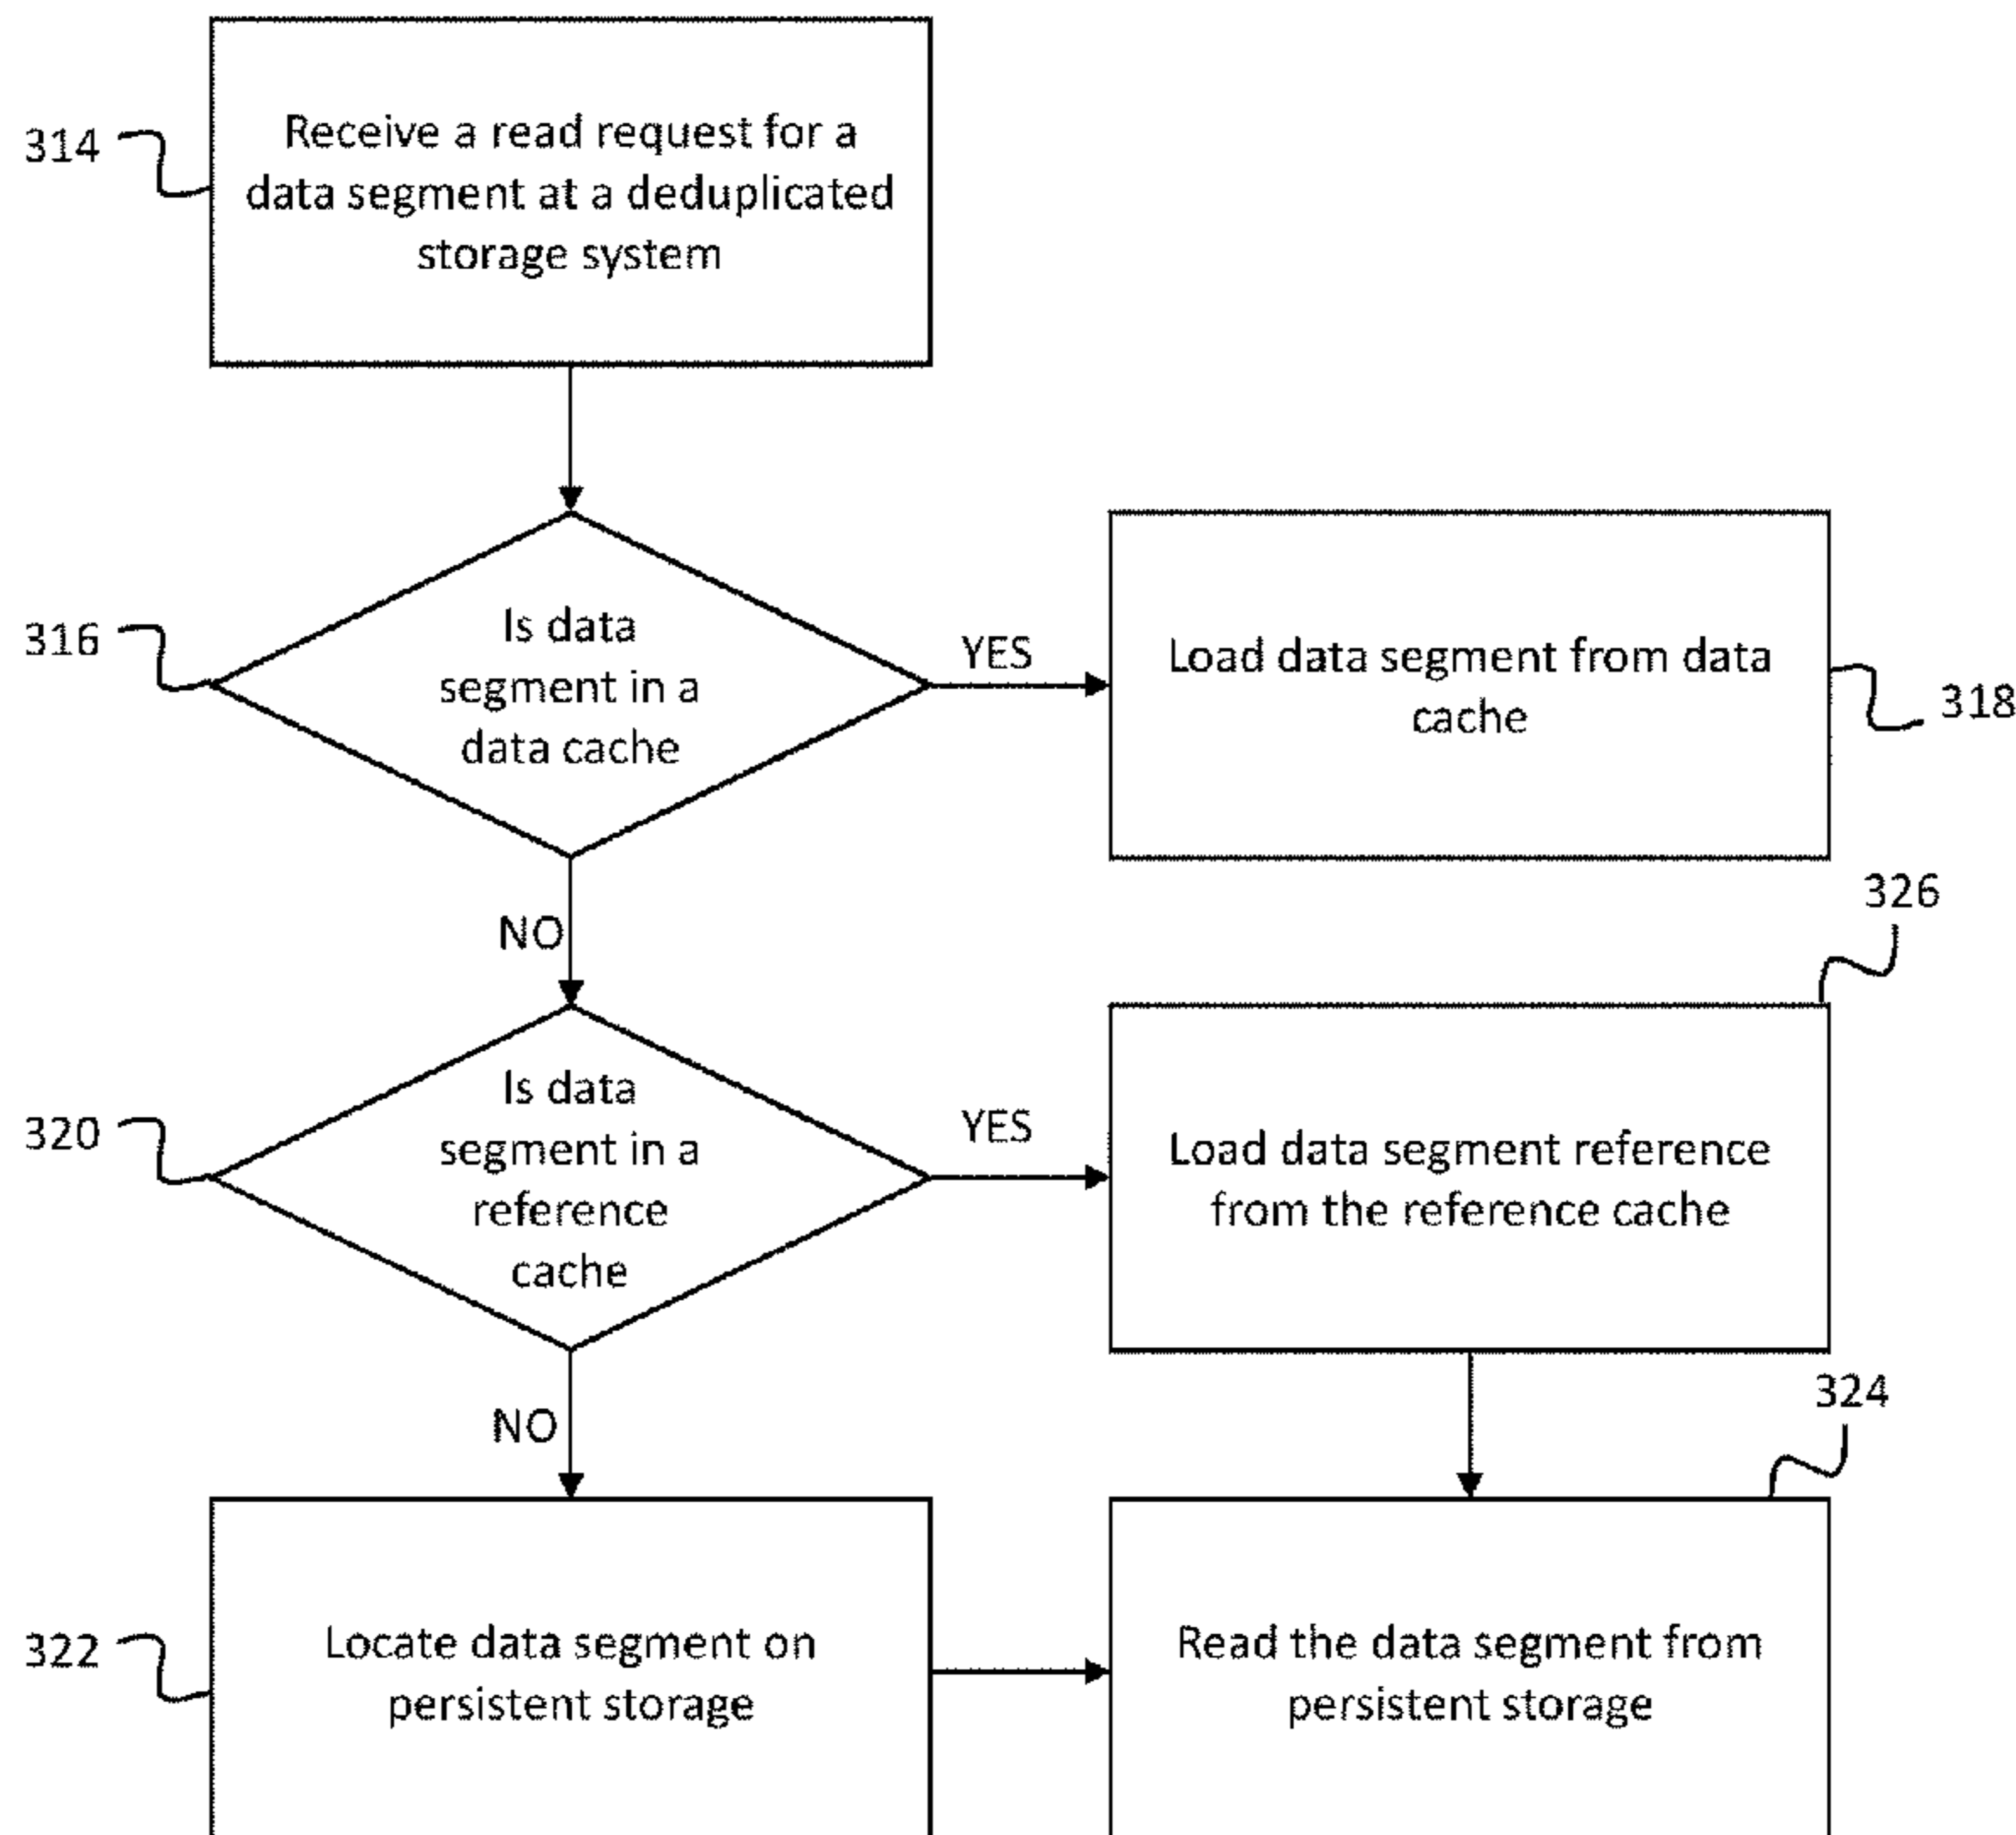 314
Receive a read request for a
data segment at a deduplicated
storage system
316
Is data
segment in a
data cache
YES
Load data segment from data
cache
318
NO
326
320
Is data
segment in a
reference
cache
YES
Load data segment reference
from the reference cache
NO
324
322
Locate data segment on
persistent storage
Read the data segment from
persistent storage